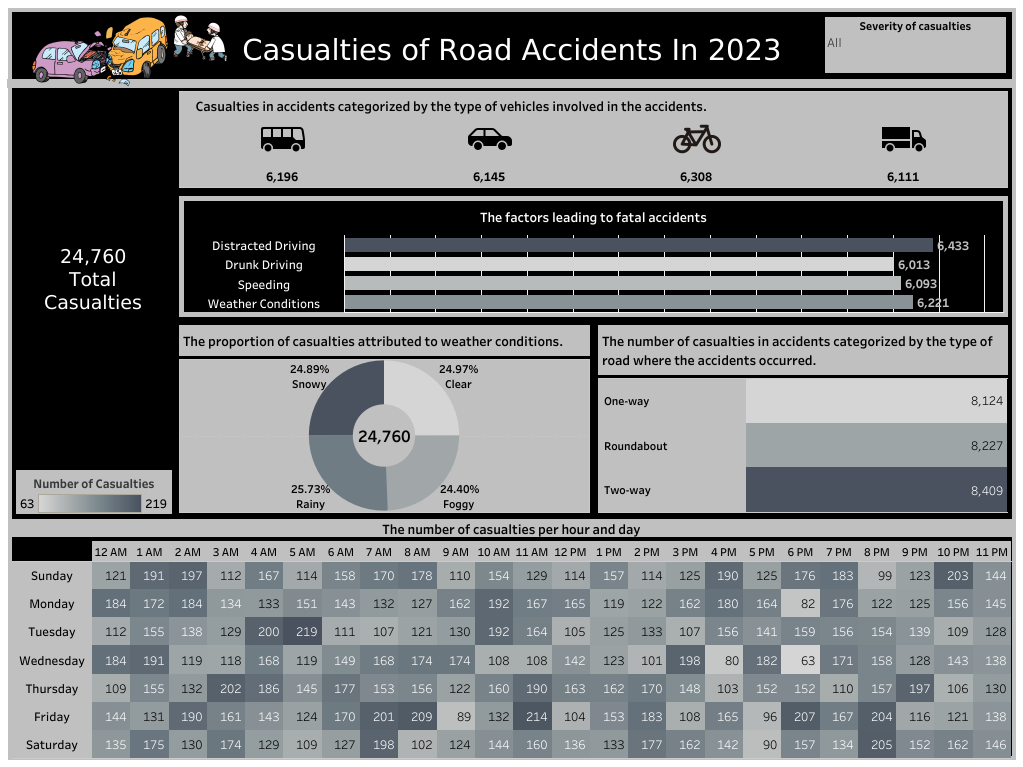 Casualties of Road Accidents In 2023
Severity of casualties
All
Casualties in accidents categorized by the type of vehicles involved in the accidents.
6,196 6,145 6,308 6,111
24,760
Total
Casualties
The factors leading to fatal accidents
Distracted Driving 6,433
Drunk Driving 6,013
Speeding 6,093
Weather Conditions 6,221
The proportion of casualties attributed to weather conditions.
24.89%
Snowy
24.97%
Clear
24,760
25.73%
Rainy
24.40%
Foggy
The number of casualties in accidents categorized by the type of
road where the accidents occurred.
One-way 8,124
Roundabout 8,227
Two-way 8,409
Number of Casualties
63 219
The number of casualties per hour and day
12 AM 1 AM 2 AM 3 AM 4 AM 5 AM 6 AM 7 AM 8 AM 9 AM 10 AM 11 AM 12 PM 1 PM 2 PM 3 PM 4 PM 5 PM 6 PM 7 PM 8 PM 9 PM 10 PM 11 PM
Sunday 121 191 197 112 167 114 158 170 178 110 154 129 114 157 114 125 190 125 176 183 99 123 203 144
Monday 184 172 184 134 133 151 143 132 127 162 192 167 165 119 122 162 180 164 82 176 122 125 156 145
Tuesday 112 155 138 129 200 219 111 107 121 130 192 164 105 125 133 107 156 141 159 156 154 139 109 128
Wednesday 184 191 119 118 168 119 149 168 174 174 108 108 142 123 101 198 80 182 63 171 158 128 143 138
Thursday 109 155 132 202 186 145 177 153 156 122 160 190 163 162 170 148 103 152 152 110 157 197 106 130
Friday 144 131 190 161 143 124 170 201 209 89 132 214 104 153 183 108 165 96 207 167 204 116 121 138
Saturday 135 175 130 174 129 109 127 198 102 124 144 160 136 133 177 162 142 90 157 134 205 152 162 146